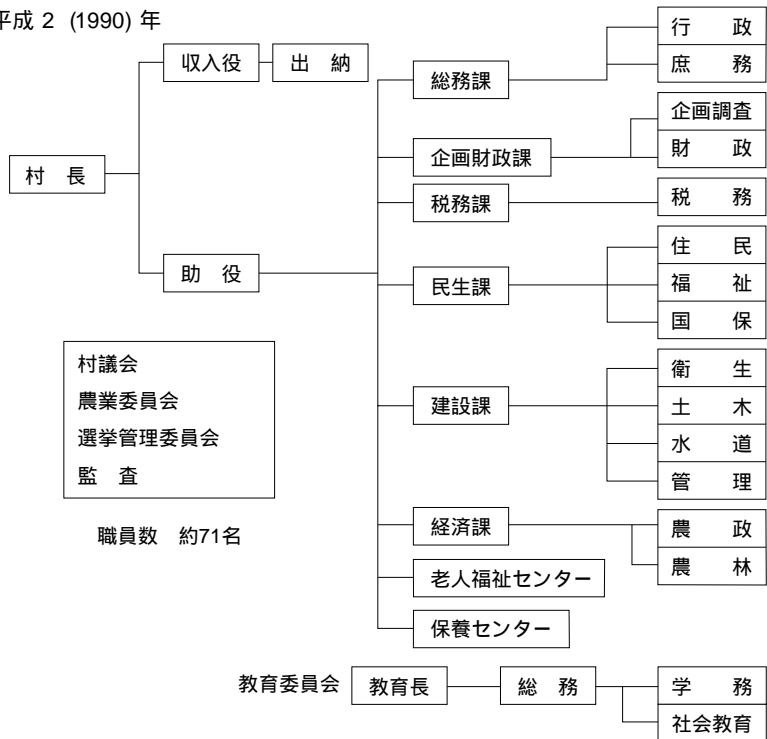 平成 2 (1990) 年
村 長
収入役
出 納
助 役
総務課
行 政
庶 務
企画財政課
企画調査
財 政
税務課
税 務
民生課
住 民
福 祉
国 保
建設課
衛 生
土 木
水 道
管 理
経済課
農 政
農 林
老人福祉センター
保養センター
村議会
農業委員会
選挙管理委員会
監 査
職員数 約71名
教育委員会
教育長
総 務
学 務
社会教育